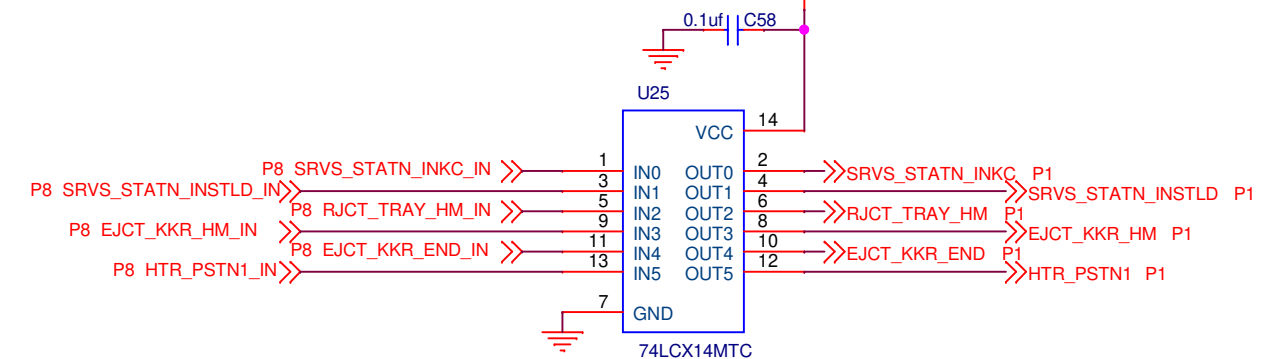 0.1uf C58
U25
VCC 14
P8 SRVS_STATN_INKC_IN 1 IN0 OUT0 2 SRVS_STATN_INKC P1
P8 SRVS_STATN_INSTLD_IN 3 IN1 OUT1 4 SRVS_STATN_INSTLD P1
P8 RJCT_TRAY_HM_IN 5 IN2 OUT2 6 RJCT_TRAY_HM P1
P8 EJCT_KKR_HM_IN 9 IN3 OUT3 8 EJCT_KKR_HM P1
P8 EJCT_KKR_END_IN 11 IN4 OUT4 10 EJCT_KKR_END P1
P8 HTR_PSTN1_IN 13 IN5 OUT5 12 HTR_PSTN1 P1
7 GND
74LCX14MTC